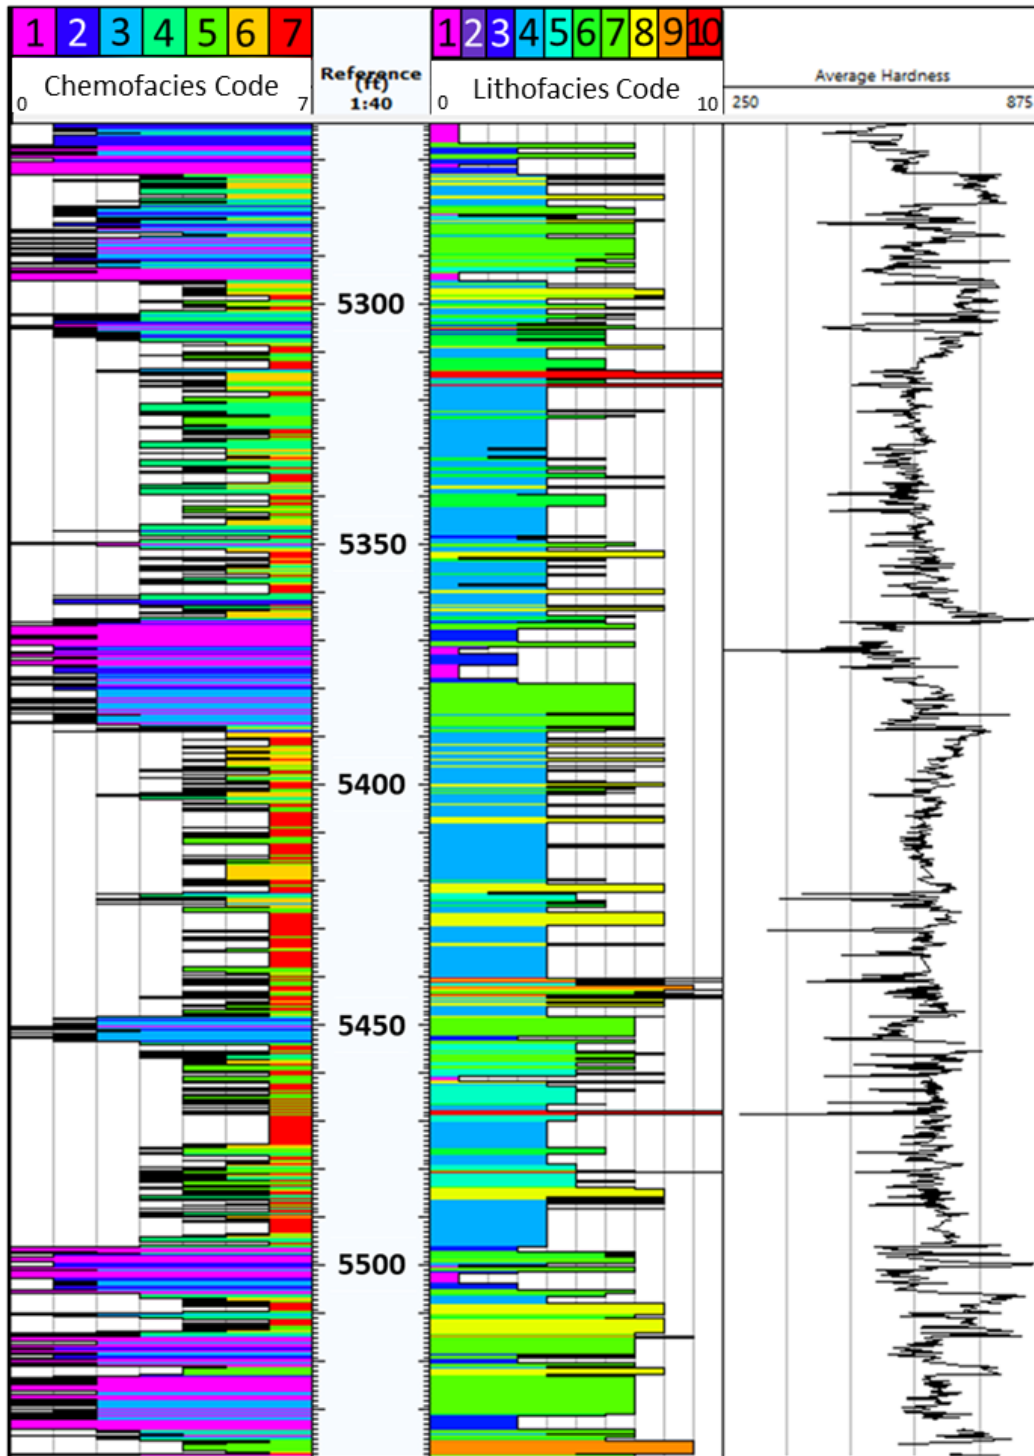 1 2 3 4 5 6 7
1 2 3 4 5 6 7 8 9 10
Chemofacies Code
0 7
Reference
(ft)
1:40
Lithofacies Code
0 10
Average Hardness
250 875
5300
5350
5400
5450
5500